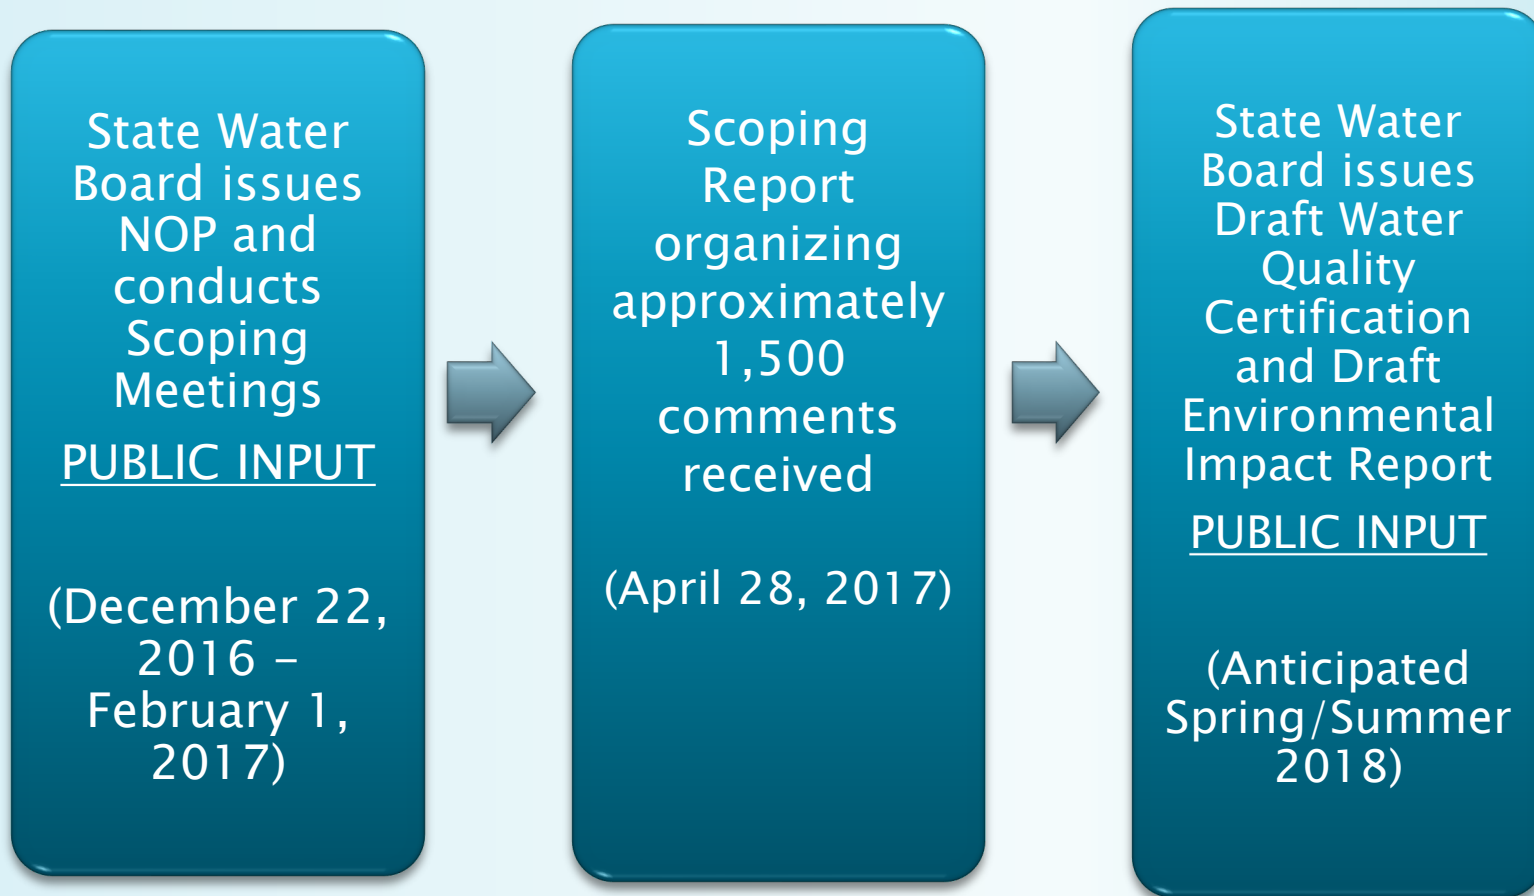 State Water
Board issues
NOP and
conducts
Scoping
Meetings
PUBLIC INPUT
(December 22,
2016 –
February 1,
2017)
Scoping
Report
organizing
approximately
1,500
comments
received
(April 28, 2017)
State Water
Board issues
Draft Water
Quality
Certification
and Draft
Environmental
Impact Report
PUBLIC INPUT
(Anticipated
Spring/Summer
2018)